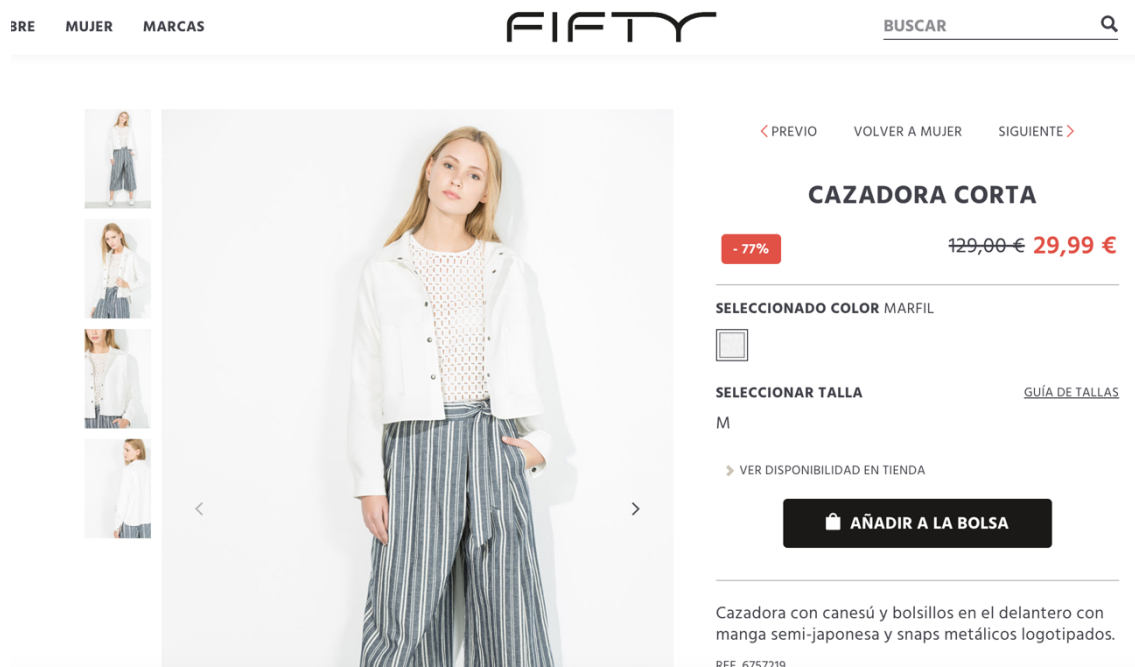 BRE MUJER MARCAS
FIFTY
BUSCAR
PREVIO VOLVER A MUJER SIGUIENTE
CAZADORA CORTA
- 77% 129,00 € 29,99 €
SELECCIONADO COLOR MARFIL
SELECCIONAR TALLA GUÍA DE TALLAS
M
VER DISPONIBILIDAD EN TIENDA
AÑADIR A LA BOLSA
Cazadora con canesú y bolsillos en el delantero con
manga semi-japonesa y snaps metálicos logotipados.
REF. 6757219